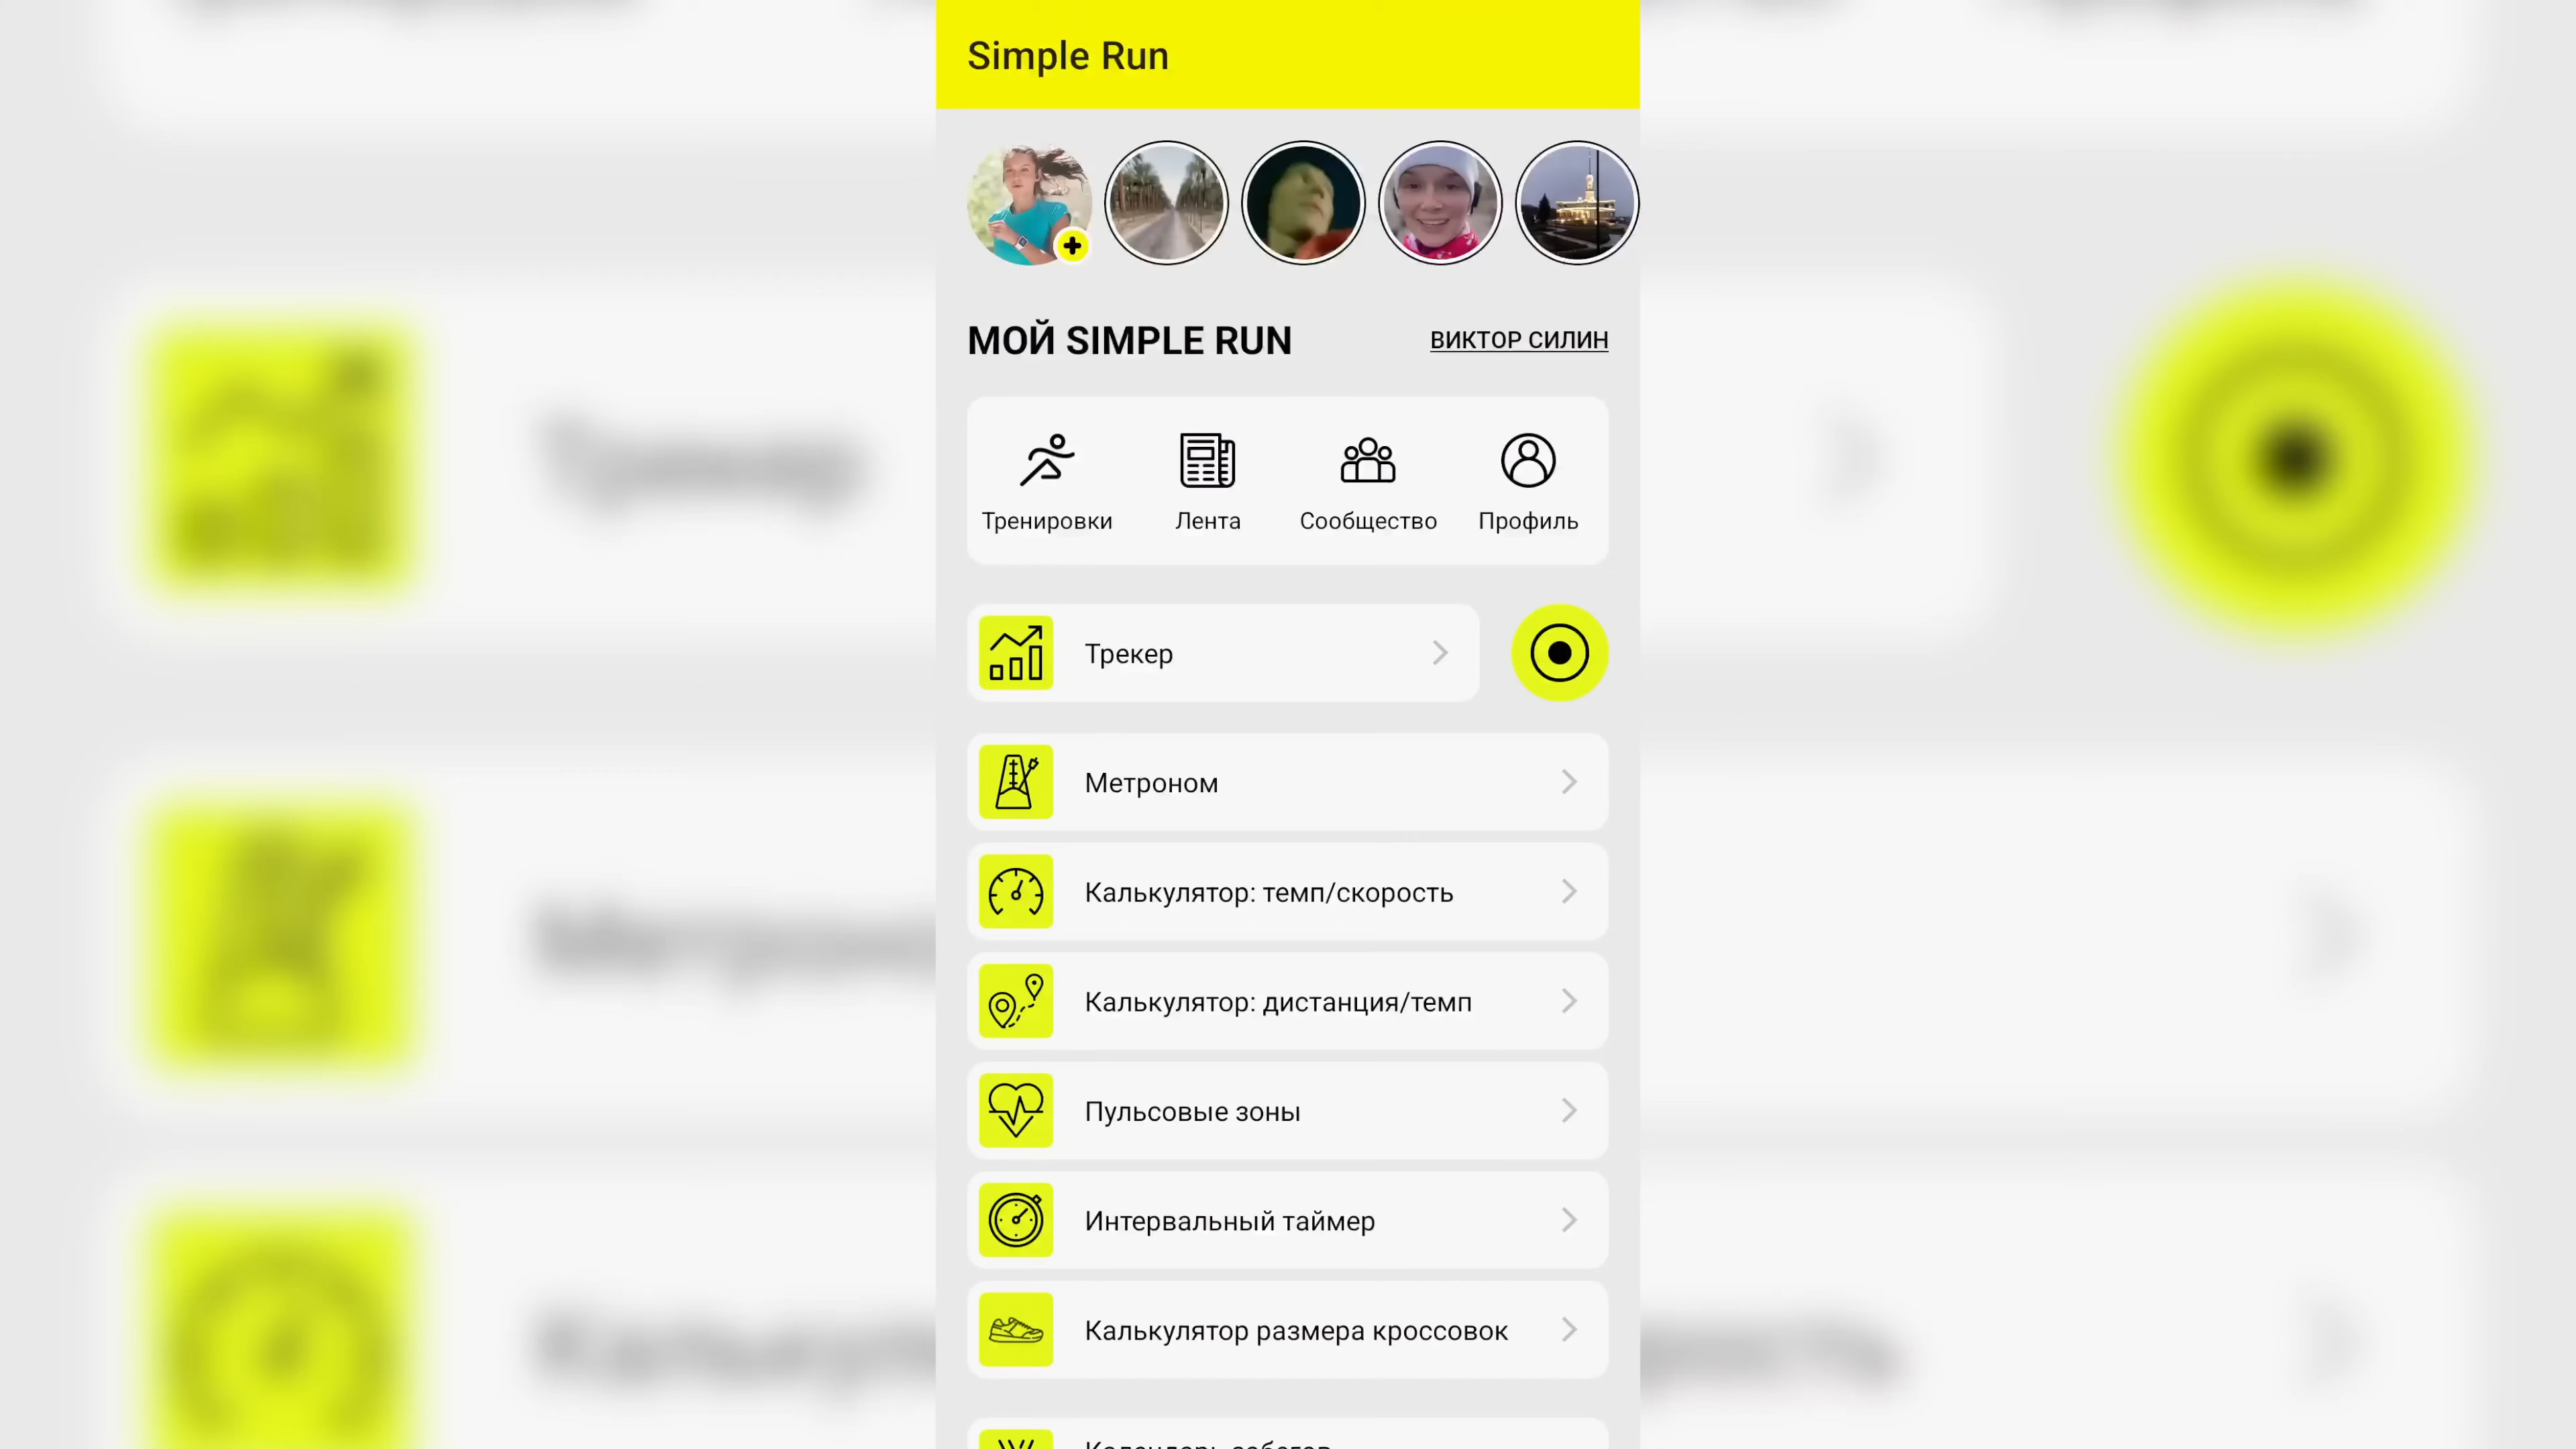 Simple Run
МОЙ SIMPLE RUN
ВИКТОР СИЛИН
Тренировки
Лента
Сообщество
Профиль
Трекер
Метроном
Калькулятор: темп/скорость
Калькулятор: дистанция/темп
Пульсовые зоны
Интервальный таймер
Калькулятор размера кроссовок